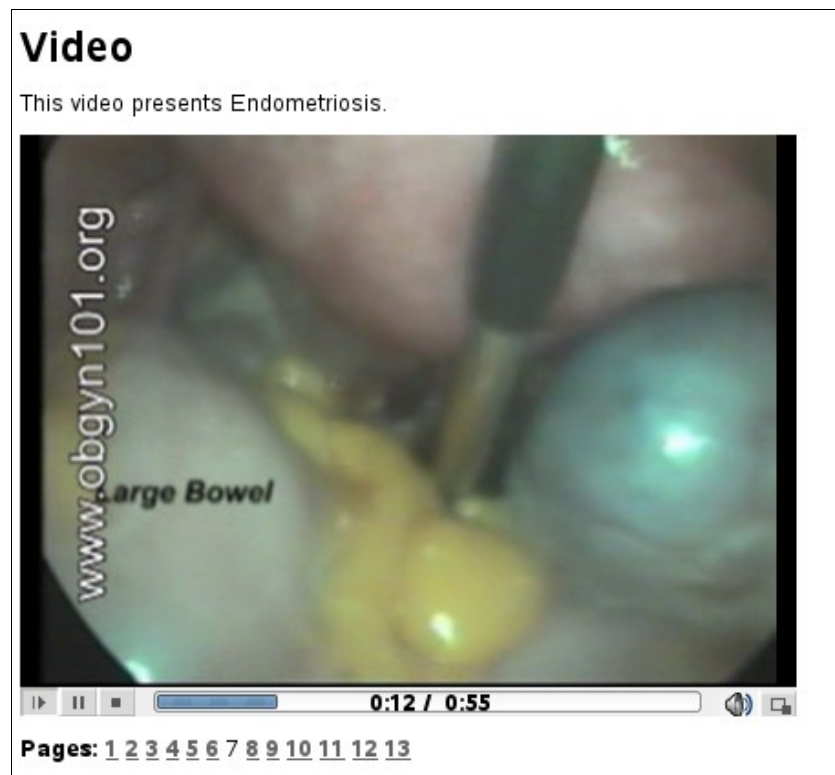 Video
This video presents Endometriosis.
www.obgyn101.org
Large Bowel
0:12 / 0:55
Pages: 1 2 3 4 5 6 7 8 9 10 11 12 13